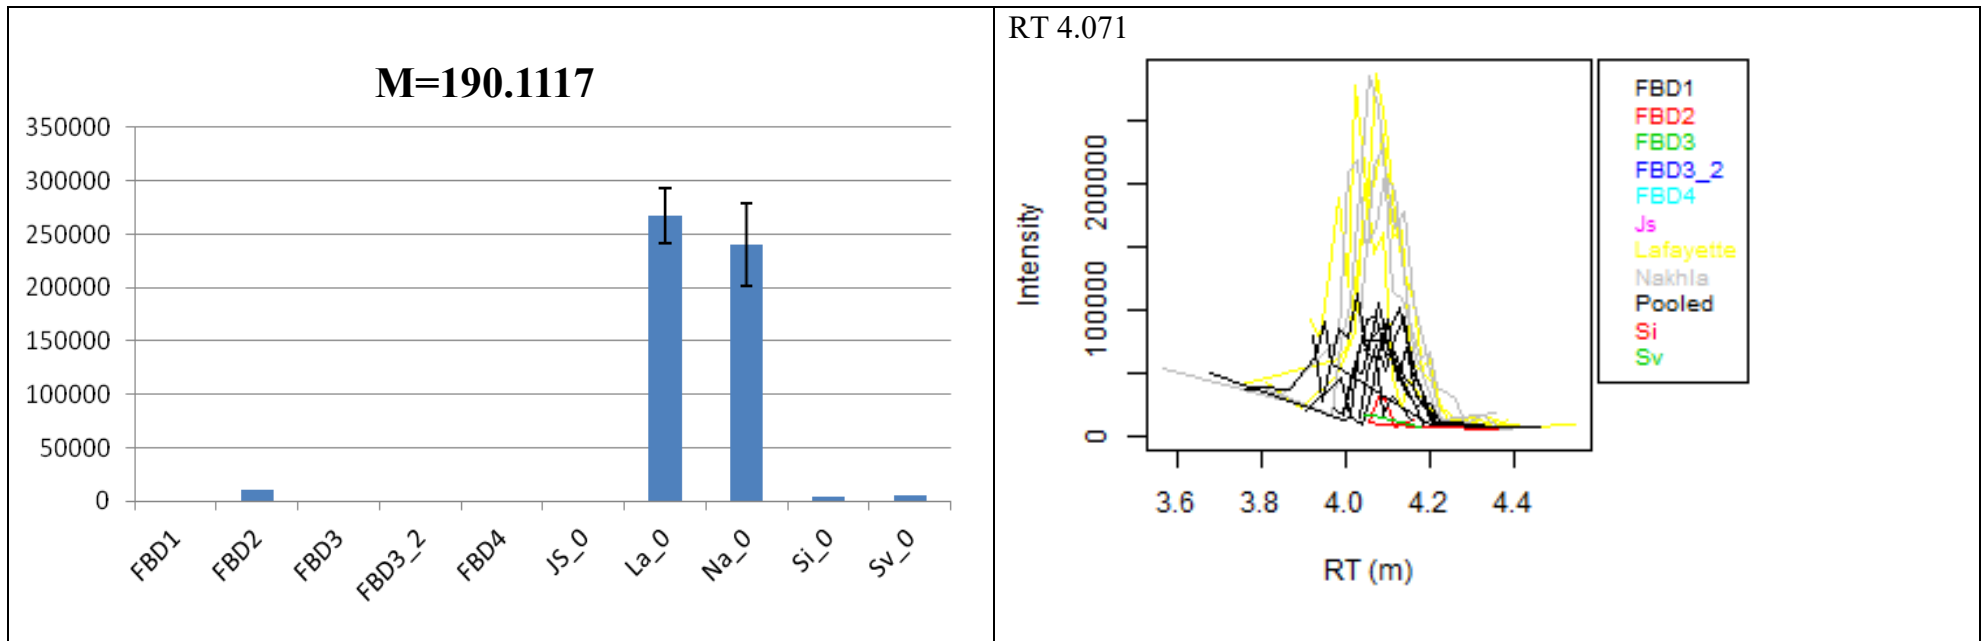 M=190.1117
350000
300000
250000
200000
150000
100000
50000
0
FBD1 FBD2 FBD3 FBD3_2 FBD4 JS_0 La_0 Na_0 Si_0 Sv_0
RT 4.071
Intensity
200000
100000
0
3.6 3.8 4.0 4.2 4.4
RT (m)
FBD1
FBD2
FBD3
FBD3_2
FBD4
Js
Lafayette
Nakhla
Pooled
Si
Sv